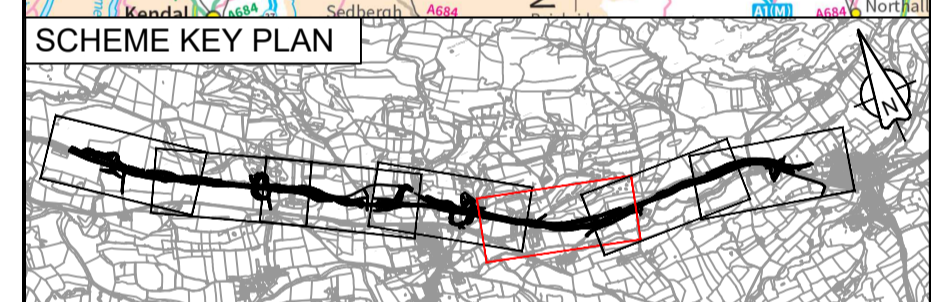 Kendal A684 Sedbergh A684 A1(M) A684 Northall
SCHEME KEY PLAN
N